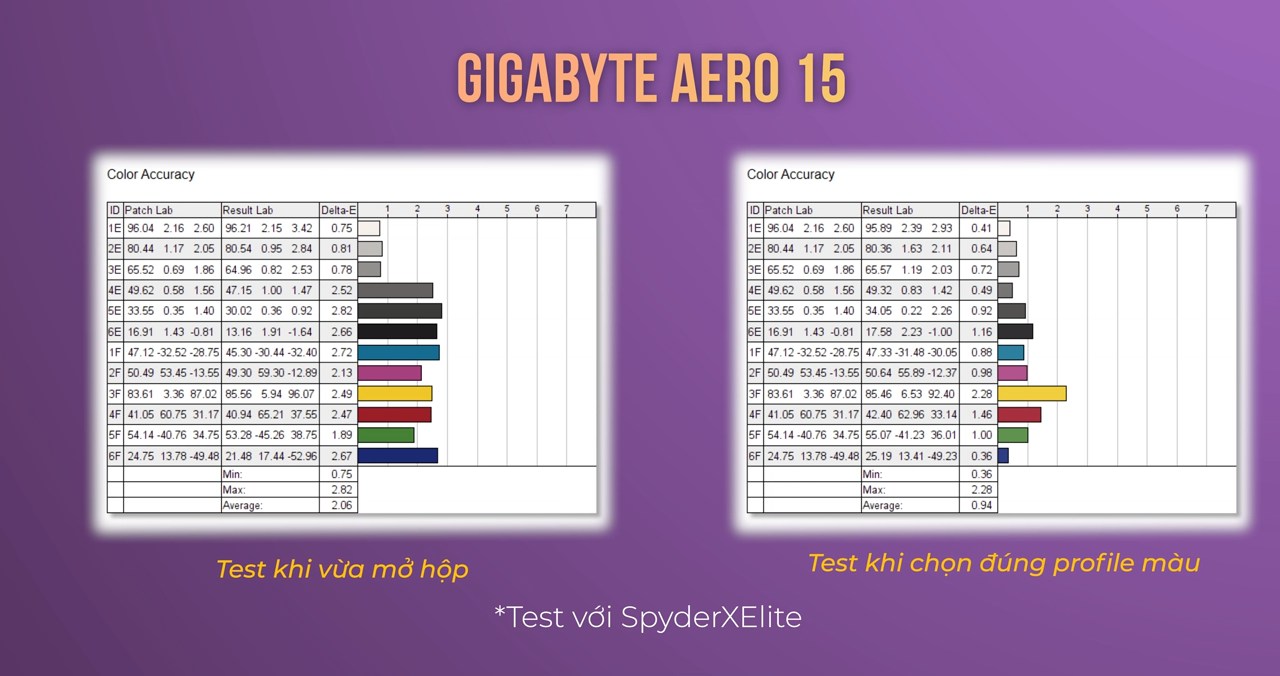 GIGABYTE AERO 15
Color Accuracy
ID Patch Lab Result Lab Delta-E 1 2 3 4 5 6 7
1E 96.04 2.16 2.60 96.21 2.15 3.42 0.75
2E 80.44 1.17 2.05 80.54 0.95 2.84 0.81
3E 65.52 0.69 1.86 64.96 0.82 2.53 0.78
4E 49.62 0.58 1.56 47.15 1.00 1.47 2.52
5E 33.55 0.35 1.40 30.02 0.36 0.92 2.82
6E 16.91 1.43 -0.81 13.16 1.91 -1.64 2.66
1F 47.12 -32.52 -28.75 45.30 -30.44 -32.40 2.72
2F 50.49 53.45 -13.55 49.30 59.30 -12.89 2.13
3F 83.61 3.36 87.02 85.56 5.94 96.07 2.49
4F 41.05 60.75 31.17 40.94 65.21 37.55 2.47
5F 54.14 -40.76 34.75 53.28 -45.26 38.75 1.89
6F 24.75 13.78 -49.48 21.48 17.44 -52.96 2.67
Min: 0.75
Max: 2.82
Average: 2.06
Test khi vừa mở hộp
Color Accuracy
ID Patch Lab Result Lab Delta-E 1 2 3 4 5 6 7
1E 96.04 2.16 2.60 95.89 2.39 2.93 0.41
2E 80.44 1.17 2.05 80.36 1.63 2.11 0.64
3E 65.52 0.69 1.86 65.57 1.19 2.03 0.72
4E 49.62 0.58 1.56 49.32 0.83 1.42 0.49
5E 33.55 0.35 1.40 34.05 0.22 2.26 0.92
6E 16.91 1.43 -0.81 17.58 2.23 -1.00 1.16
1F 47.12 -32.52 -28.75 47.33 -31.48 -30.05 0.88
2F 50.49 53.45 -13.55 50.64 55.89 -12.37 0.98
3F 83.61 3.36 87.02 85.46 6.53 92.40 2.28
4F 41.05 60.75 31.17 42.40 62.96 33.14 1.46
5F 54.14 -40.76 34.75 55.07 -41.23 36.01 1.00
6F 24.75 13.78 -49.48 25.19 13.41 -49.23 0.36
Min: 0.36
Max: 2.28
Average: 0.94
Test khi chọn đúng profile màu
*Test với SpyderXElite